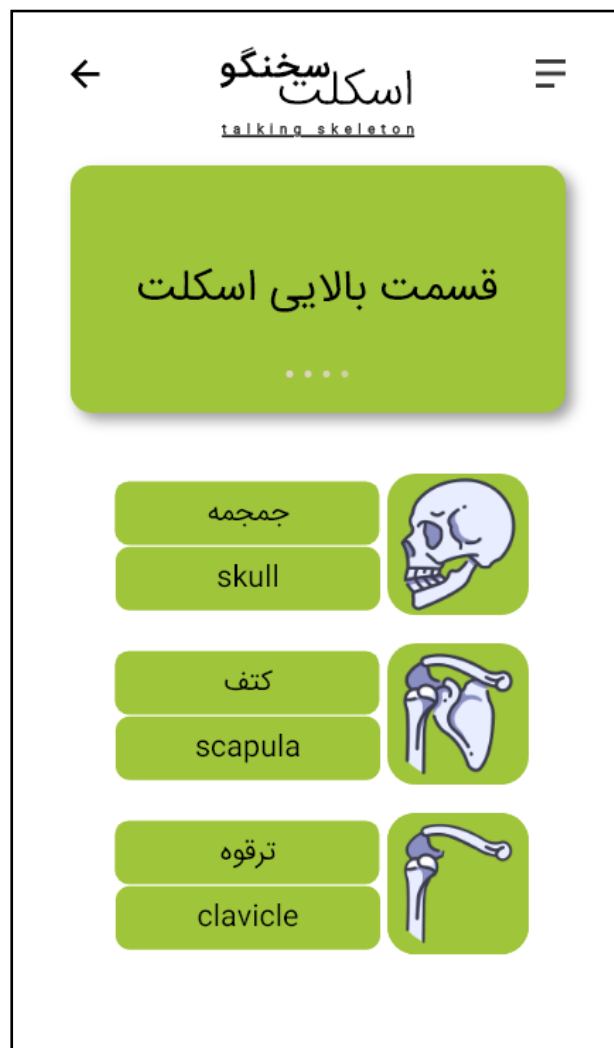 اسکلت سخنگو
talking skeleton
قسمت بالایی اسکلت
جمجمه
skull
کتف
scapula
ترقوه
clavicle